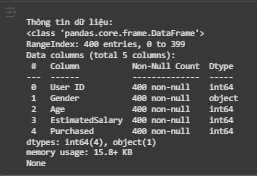 Thông tin dữ liệu:
<class 'pandas.core.frame.DataFrame'>
RangeIndex: 400 entries, 0 to 399
Data columns (total 5 columns):
 #   Column           Non-Null Count  Dtype
---  ------           --------------  -----
 0   User ID          400 non-null    int64
 1   Gender           400 non-null    object
 2   Age              400 non-null    int64
 3   EstimatedSalary  400 non-null    int64
 4   Purchased        400 non-null    int64
dtypes: int64(4), object(1)
memory usage: 15.8+ KB
None